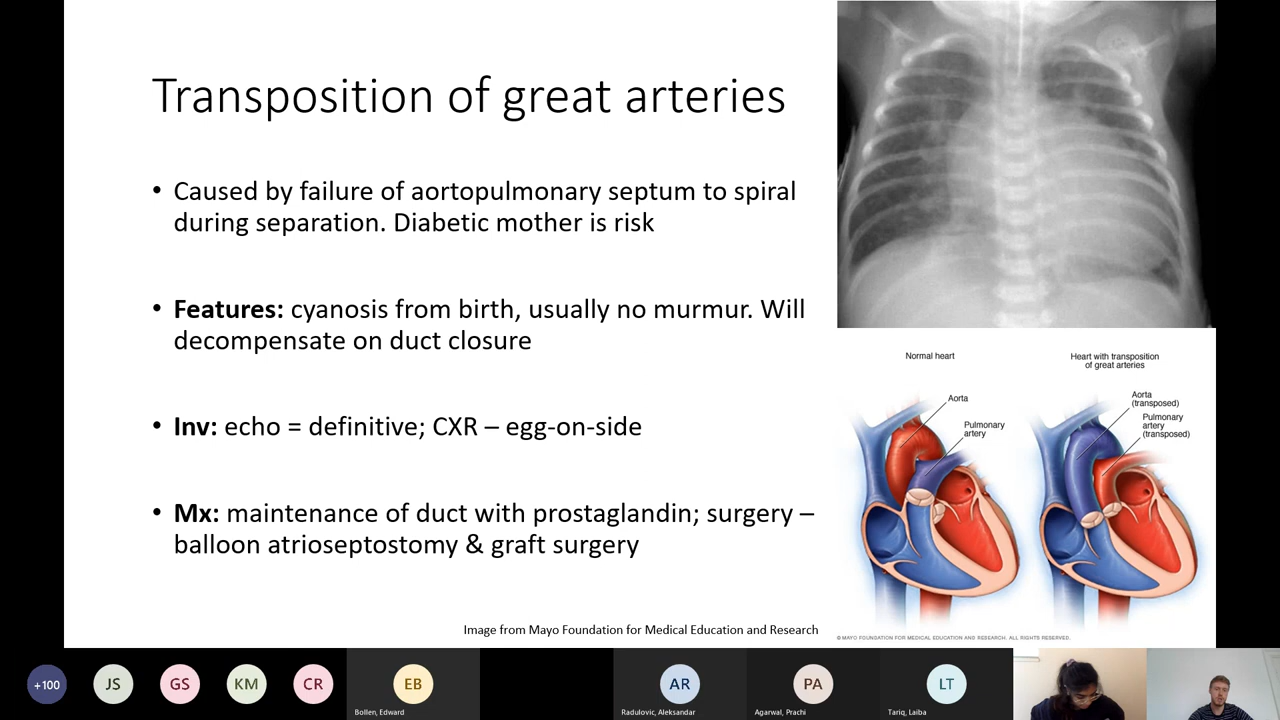 Transposition of great arteries
• Caused by failure of aortopulmonary septum to spiral
during separation. Diabetic mother is risk
• Features: cyanosis from birth, usually no murmur. Will
decompensate on duct closure
• Inv: echo = definitive; CXR – egg-on-side
• Mx: maintenance of duct with prostaglandin; surgery –
balloon atrioseptostomy & graft surgery
Image from Mayo Foundation for Medical Education and Research
Normal heart
Aorta
Pulmonary
artery
Heart with transposition
of great arteries
Aorta
(transposed)
Pulmonary
artery
(transposed)
© MAYO FOUNDATION FOR MEDICAL EDUCATION AND RESEARCH. ALL RIGHTS RESERVED.
+100
JS
GS
KM
CR
EB
Bollen, Edward
AR
Radulovic, Aleksandar
PA
Agarwal, Prachi
LT
Tariq, Laiba